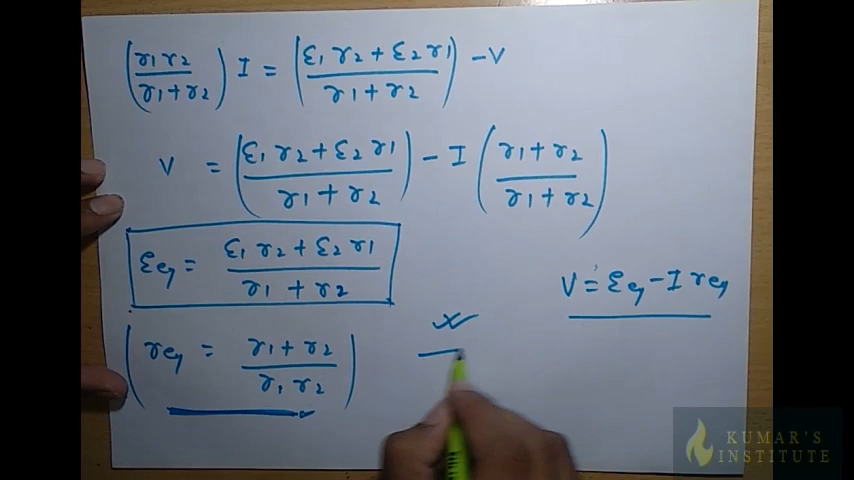 (r1 r2 / r1 + r2) I = (ε1 r2 + ε2 r1 / r1 + r2) - V
V = (ε1 r2 + ε2 r1 / r1 + r2) - I (r1 + r2 / r1 + r2)
εeq = ε1 r2 + ε2 r1 / r1 + r2
V = εeq - I req
(req = r1 + r2 / r1 r2)
KUMAR'S
INSTITUTE